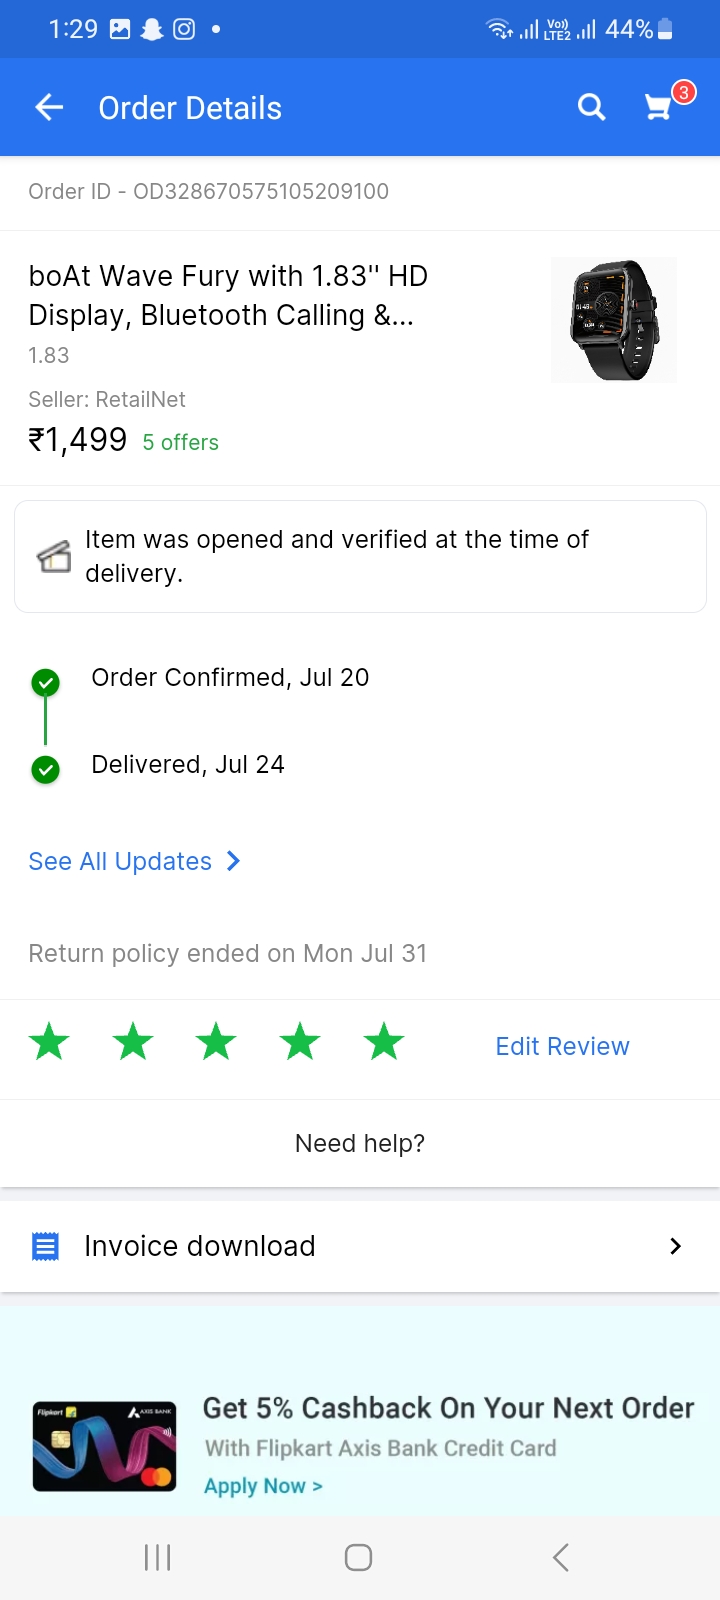 1:29
Vo))
LTE2
44%
Order Details
3
Order ID - OD328670575105209100
boAt Wave Fury with 1.83'' HD
Display, Bluetooth Calling &...
1.83
Seller: RetailNet
₹1,499 5 offers
Item was opened and verified at the time of
delivery.
Order Confirmed, Jul 20
Delivered, Jul 24
See All Updates
Return policy ended on Mon Jul 31
Edit Review
Need help?
Invoice download
Flipkart
AXIS BANK
Get 5% Cashback On Your Next Order
With Flipkart Axis Bank Credit Card
Apply Now >